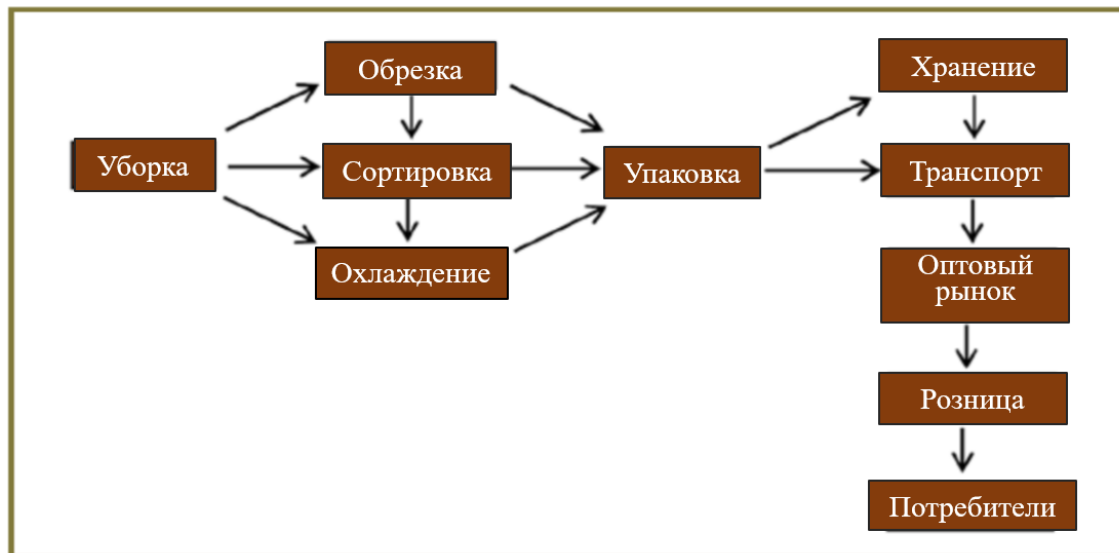 Обрезка
Хранение
Уборка
Сортировка
Упаковка
Транспорт
Охлаждение
Оптовый
рынок
Розница
Потребители